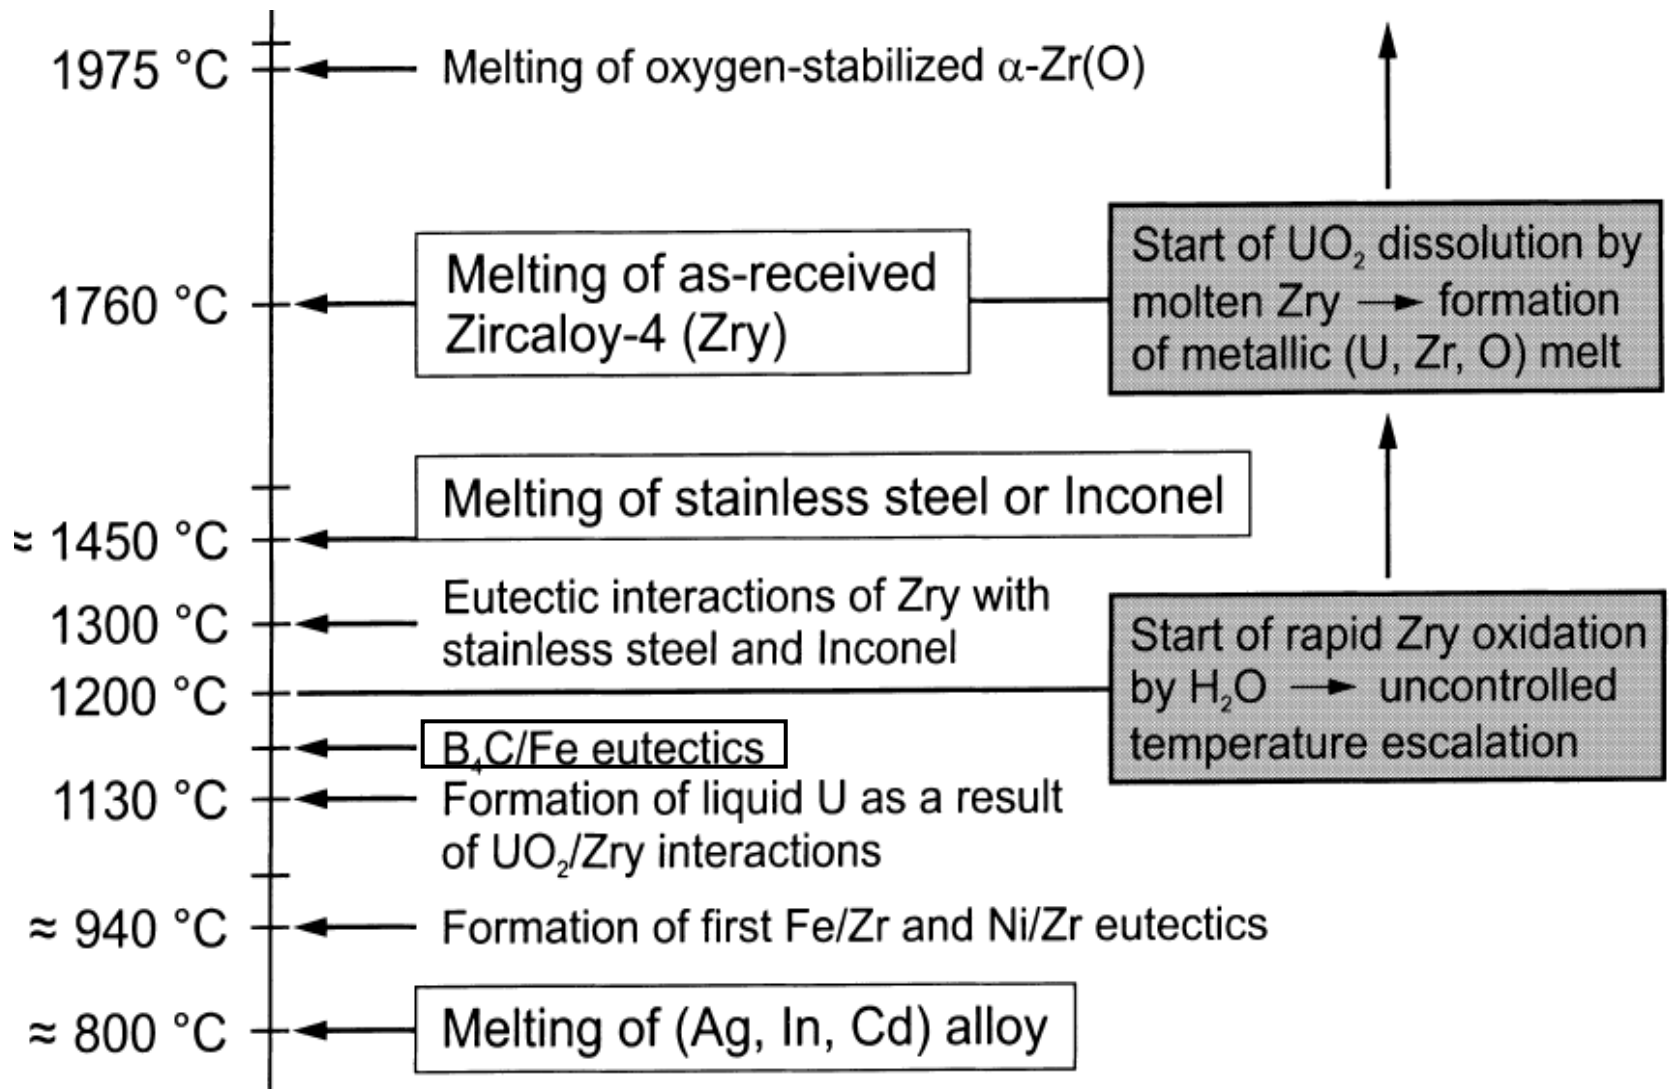 1975 °C
Melting of oxygen-stabilized α-Zr(O)
1760 °C
Melting of as-received
Zircaloy-4 (Zry)
Start of UO₂ dissolution by
molten Zry → formation
of metallic (U, Zr, O) melt
≈ 1450 °C
Melting of stainless steel or Inconel
1300 °C
Eutectic interactions of Zry with
stainless steel and Inconel
1200 °C
Start of rapid Zry oxidation
by H₂O → uncontrolled
temperature escalation
B₄C/Fe eutectics
1130 °C
Formation of liquid U as a result
of UO₂/Zry interactions
≈ 940 °C
Formation of first Fe/Zr and Ni/Zr eutectics
≈ 800 °C
Melting of (Ag, In, Cd) alloy